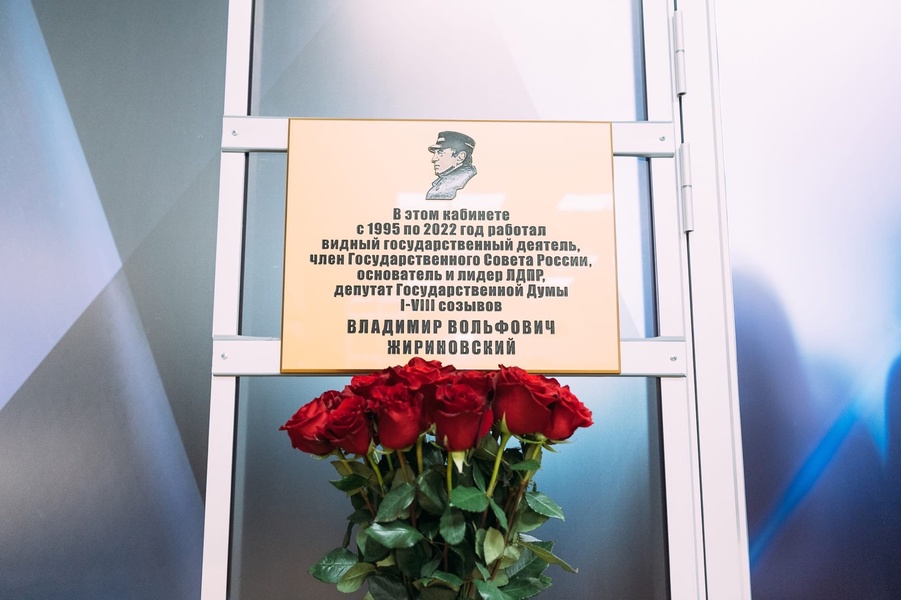 В этом кабинете
с 1995 по 2022 год работал
видный государственный деятель,
член Государственного Совета России,
основатель и лидер ЛДПР,
депутат Государственной Думы
I-VIII созывов
ВЛАДИМИР ВОЛЬФОВИЧ
ЖИРИНОВСКИЙ